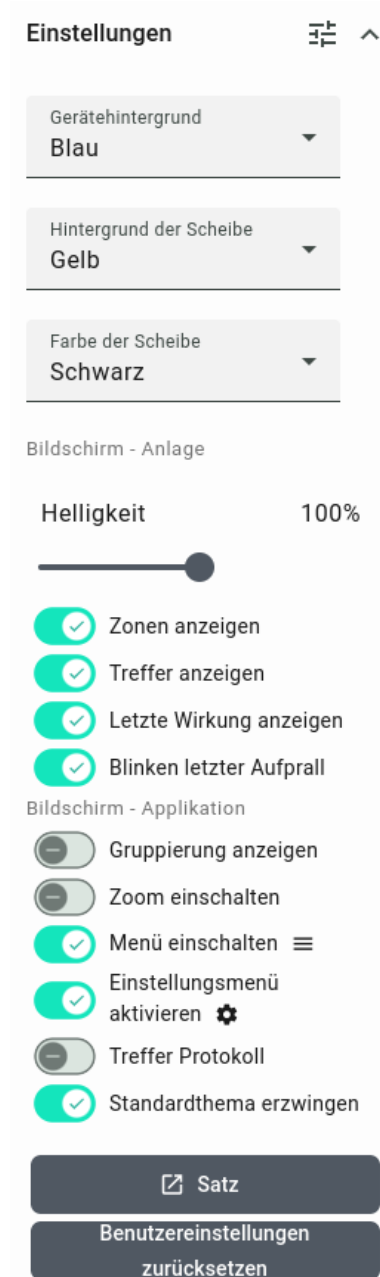 Einstellungen
Gerätehintergrund
Blau
Hintergrund der Scheibe
Gelb
Farbe der Scheibe
Schwarz
Bildschirm - Anlage
Helligkeit 100%
Zonen anzeigen
Treffer anzeigen
Letzte Wirkung anzeigen
Blinken letzter Aufprall
Bildschirm - Applikation
Gruppierung anzeigen
Zoom einschalten
Menü einschalten
Einstellungsmenü
aktivieren
Treffer Protokoll
Standardthema erzwingen
Satz
Benutzereinstellungen
zurücksetzen